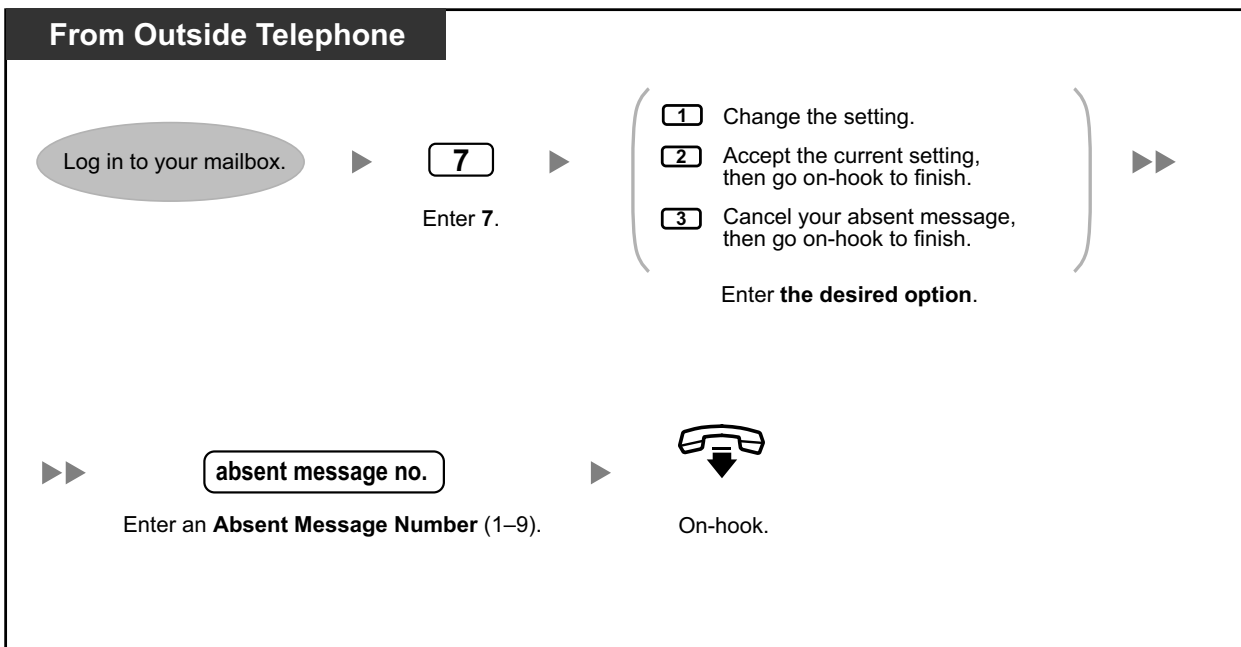 From Outside Telephone
Log in to your mailbox.
7
Enter 7.
1 Change the setting.
2 Accept the current setting,
then go on-hook to finish.
3 Cancel your absent message,
then go on-hook to finish.
Enter the desired option.
absent message no.
Enter an Absent Message Number (1–9).
On-hook.